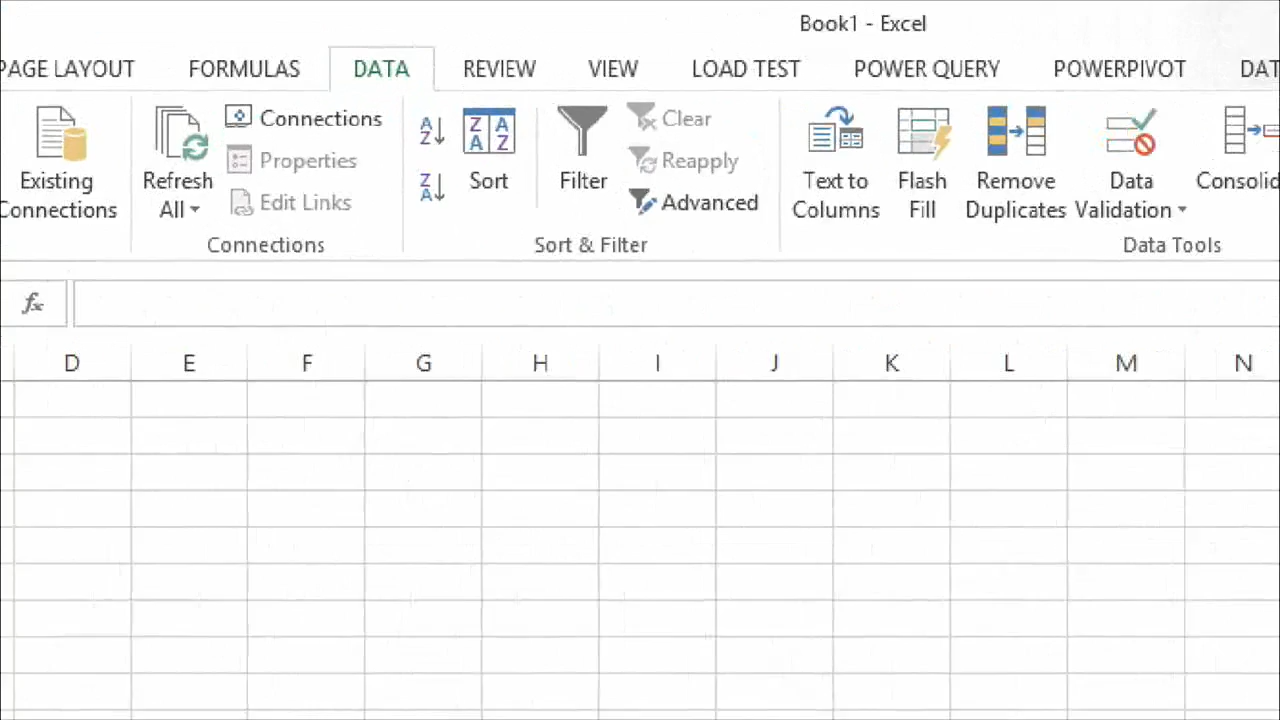 Book1 - Excel
PAGE LAYOUT FORMULAS DATA REVIEW VIEW LOAD TEST POWER QUERY POWERPIVOT DAT
Existing Connections
Refresh All
Connections
Properties
Edit Links
Connections
A Z
Z A
Z A A Z
Sort
Filter
Clear
Reapply
Advanced
Sort & Filter
Text to Columns
Flash Fill
Remove Duplicates
Data Validation
Consolid
Data Tools
fx
D E F G H I J K L M N